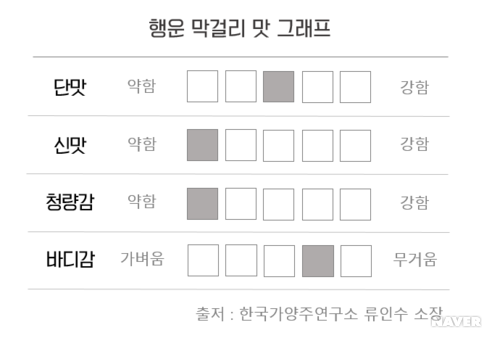 행운 막걸리 맛 그래프
단맛 약함 강함
신맛 약함 강함
청량감 약함 강함
바디감 가벼움 무거움
출저 : 한국가양주연구소 류인수 소장
NAVER